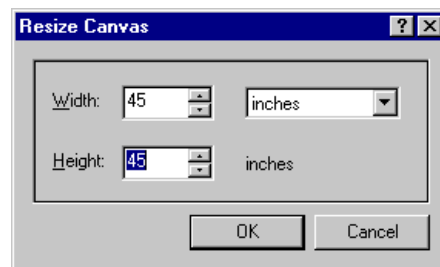 Resize Canvas ? ×
Width: 45 inches
Height: 45 inches
OK Cancel